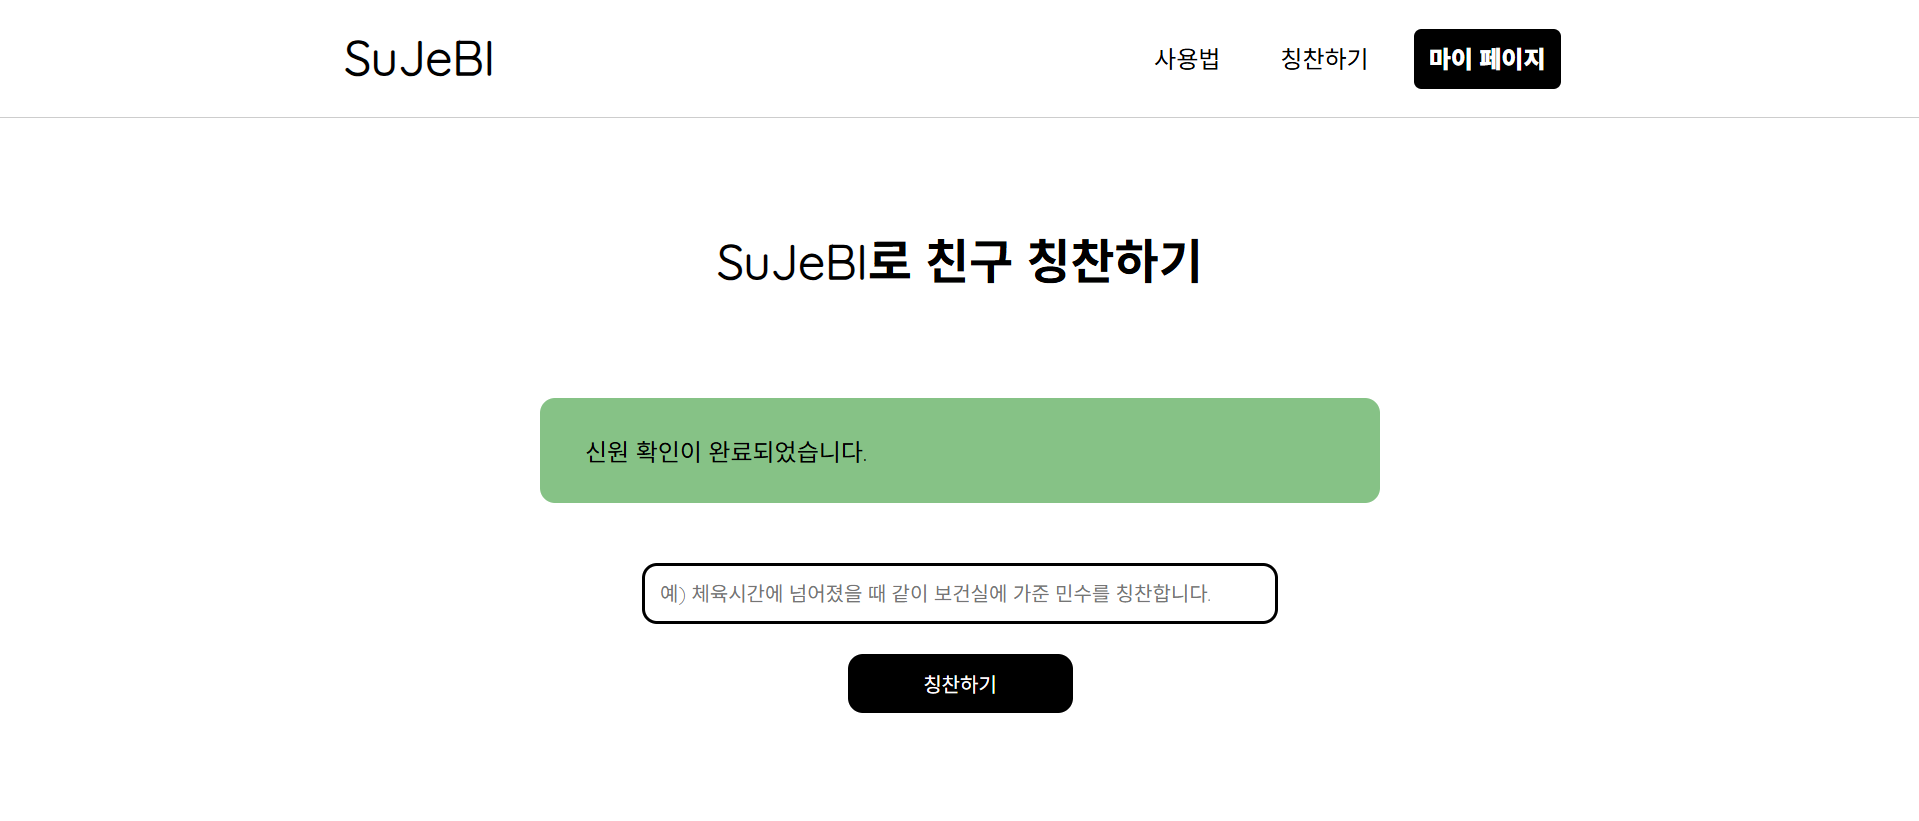 SuJeBI
사용법
칭찬하기
마이 페이지
SuJeBI로 친구 칭찬하기
신원 확인이 완료되었습니다.
예) 체육시간에 넘어졌을 때 같이 보건실에 가준 민수를 칭찬합니다.
칭찬하기